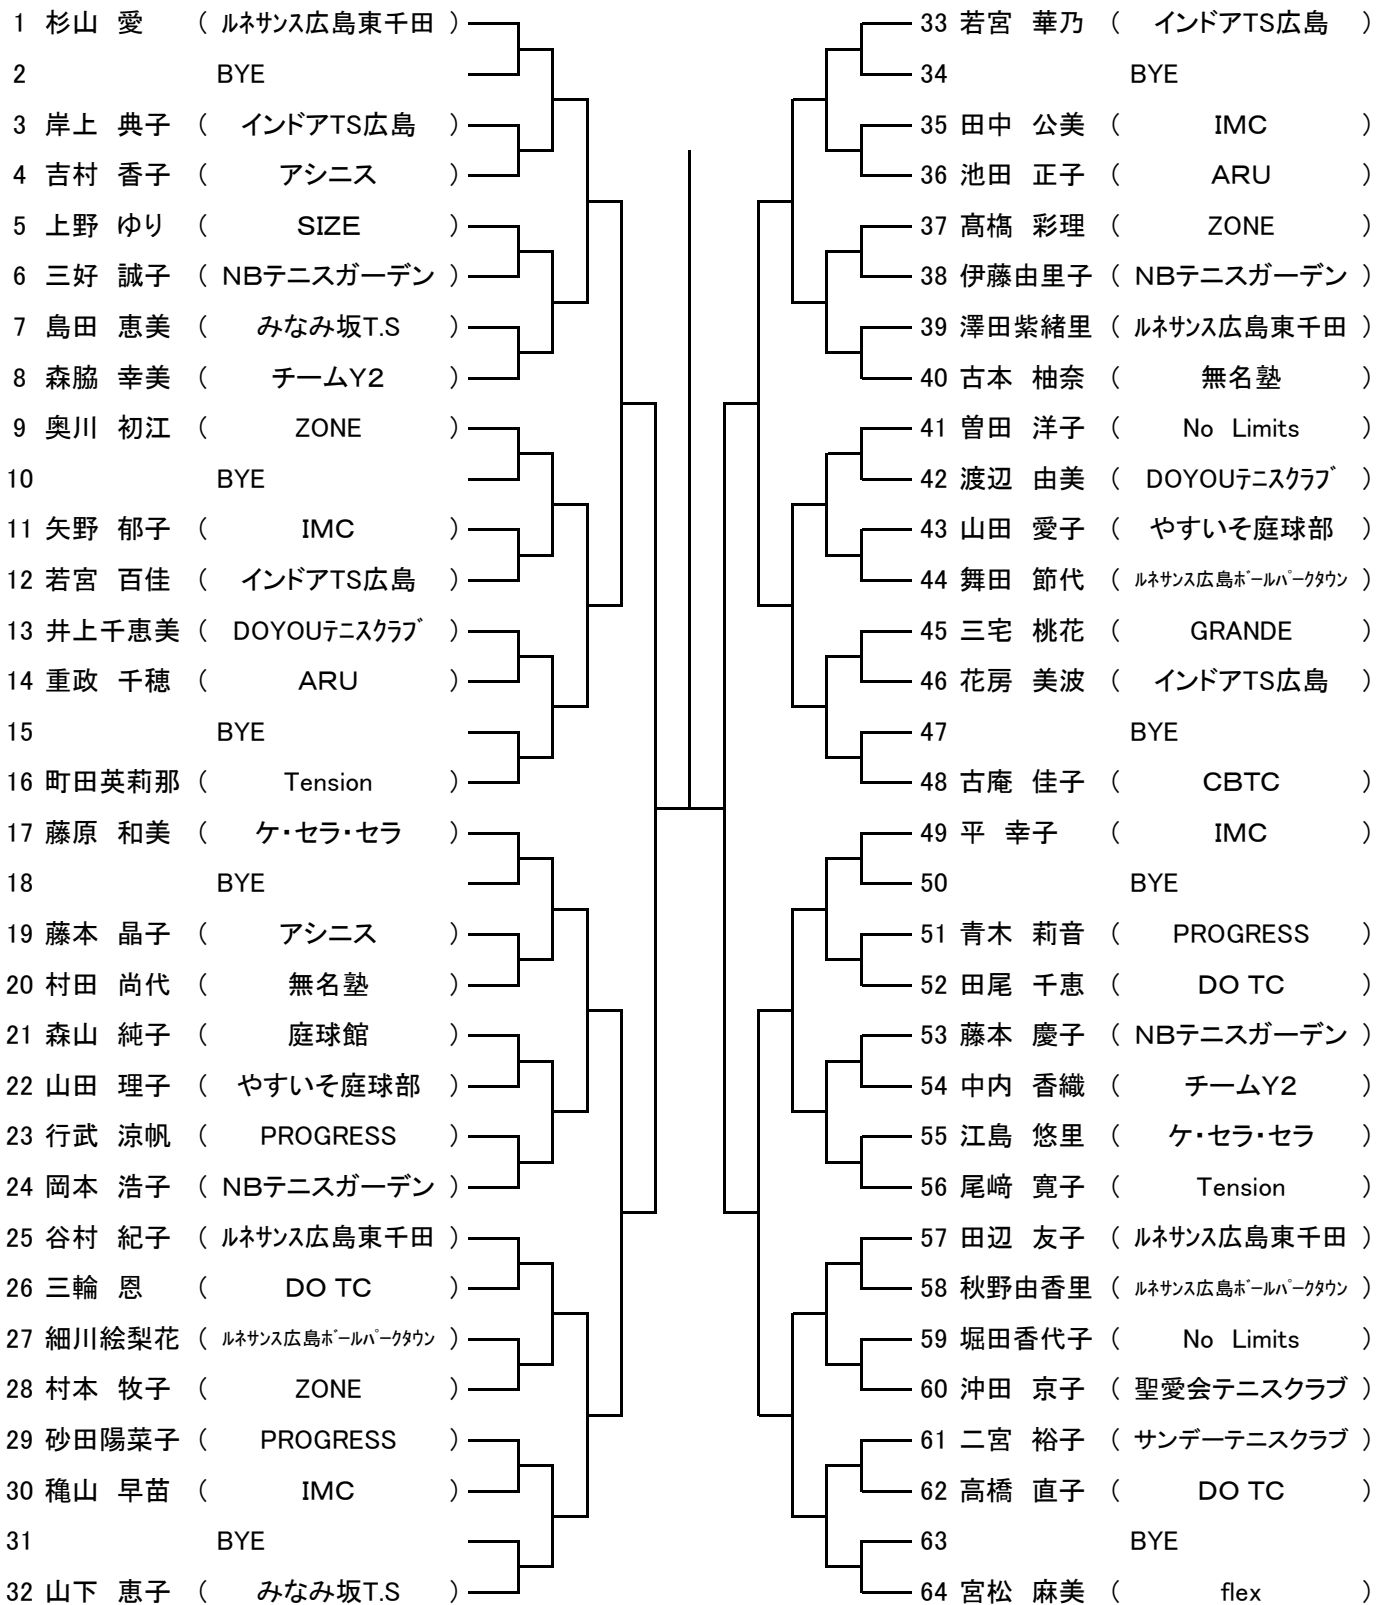 1 杉山 愛 ( ﾙﾈｻﾝｽ広島東千田 )
2 BYE
3 岸上 典子 ( インドアTS広島 )
4 吉村 香子 ( アシニス )
5 上野 ゆり ( SIZE )
6 三好 誠子 ( NBテニスガーデン )
7 島田 恵美 ( みなみ坂T.S )
8 森脇 幸美 ( チームY2 )
9 奥川 初江 ( ZONE )
10 BYE
11 矢野 郁子 ( IMC )
12 若宮 百佳 ( インドアTS広島 )
13 井上千恵美 ( DOYOUﾃﾆｽｸﾗﾌﾞ )
14 重政 千穂 ( ARU )
15 BYE
16 町田英莉那 ( Tension )
17 藤原 和美 ( ケ・セラ・セラ )
18 BYE
19 藤本 晶子 ( アシニス )
20 村田 尚代 ( 無名塾 )
21 森山 純子 ( 庭球館 )
22 山田 理子 ( やすいそ庭球部 )
23 行武 涼帆 ( PROGRESS )
24 岡本 浩子 ( NBテニスガーデン )
25 谷村 紀子 ( ﾙﾈｻﾝｽ広島東千田 )
26 三輪 恩 ( DO TC )
27 細川絵梨花 ( ﾙﾈｻﾝｽ広島ﾎﾞｰﾙﾊﾟｰｸﾀｳﾝ )
28 村本 牧子 ( ZONE )
29 砂田陽菜子 ( PROGRESS )
30 穐山 早苗 ( IMC )
31 BYE
32 山下 恵子 ( みなみ坂T.S )
33 若宮 華乃 ( インドアTS広島 )
34 BYE
35 田中 公美 ( IMC )
36 池田 正子 ( ARU )
37 髙槗 彩理 ( ZONE )
38 伊藤由里子 ( NBテニスガーデン )
39 澤田紫緒里 ( ﾙﾈｻﾝｽ広島東千田 )
40 古本 柚奈 ( 無名塾 )
41 曽田 洋子 ( No Limits )
42 渡辺 由美 ( DOYOUﾃﾆｽｸﾗﾌﾞ )
43 山田 愛子 ( やすいそ庭球部 )
44 舞田 節代 ( ﾙﾈｻﾝｽ広島ﾎﾞｰﾙﾊﾟｰｸﾀｳﾝ )
45 三宅 桃花 ( GRANDE )
46 花房 美波 ( インドアTS広島 )
47 BYE
48 古庵 佳子 ( CBTC )
49 平 幸子 ( IMC )
50 BYE
51 青木 莉音 ( PROGRESS )
52 田尾 千恵 ( DO TC )
53 藤本 慶子 ( NBテニスガーデン )
54 中内 香織 ( チームY2 )
55 江島 悠里 ( ケ・セラ・セラ )
56 尾﨑 寛子 ( Tension )
57 田辺 友子 ( ﾙﾈｻﾝｽ広島東千田 )
58 秋野由香里 ( ﾙﾈｻﾝｽ広島ﾎﾞｰﾙﾊﾟｰｸﾀｳﾝ )
59 堀田香代子 ( No Limits )
60 沖田 京子 ( 聖愛会テニスクラブ )
61 二宮 裕子 ( サンデーテニスクラブ )
62 高橋 直子 ( DO TC )
63 BYE
64 宮松 麻美 ( flex )